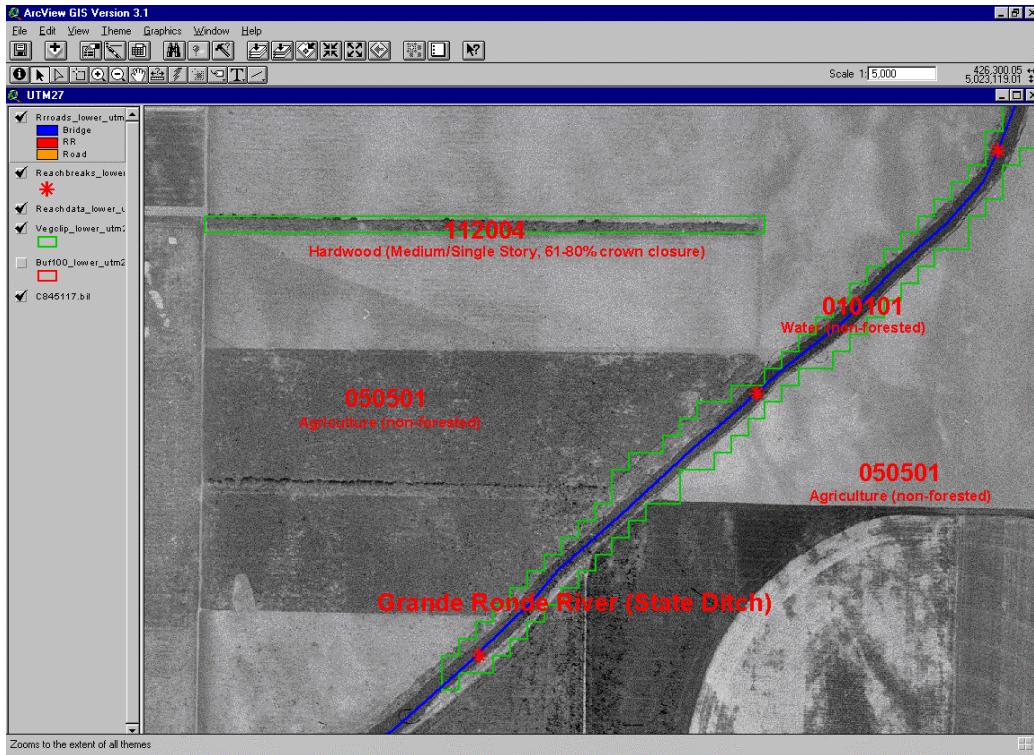 ArcView GIS Version 3.1
File Edit View Theme Graphics Window Help
Scale 1: 5,000
426,300.05
5,023,119.01
UTM27
Rrroads_lower_utm
Bridge
RR
Road
Reachbreaks_lower
Reachdata_lower_u
Vegclip_lower_utm2
Buf100_lower_utm2
C845117.bil
112004
Hardwood (Medium/Single Story, 61-80% crown closure)
010101
Water (non-forested)
050501
Agriculture (non-forested)
050501
Agriculture (non-forested)
Grande Ronde River (State Ditch)
Zooms to the extent of all themes